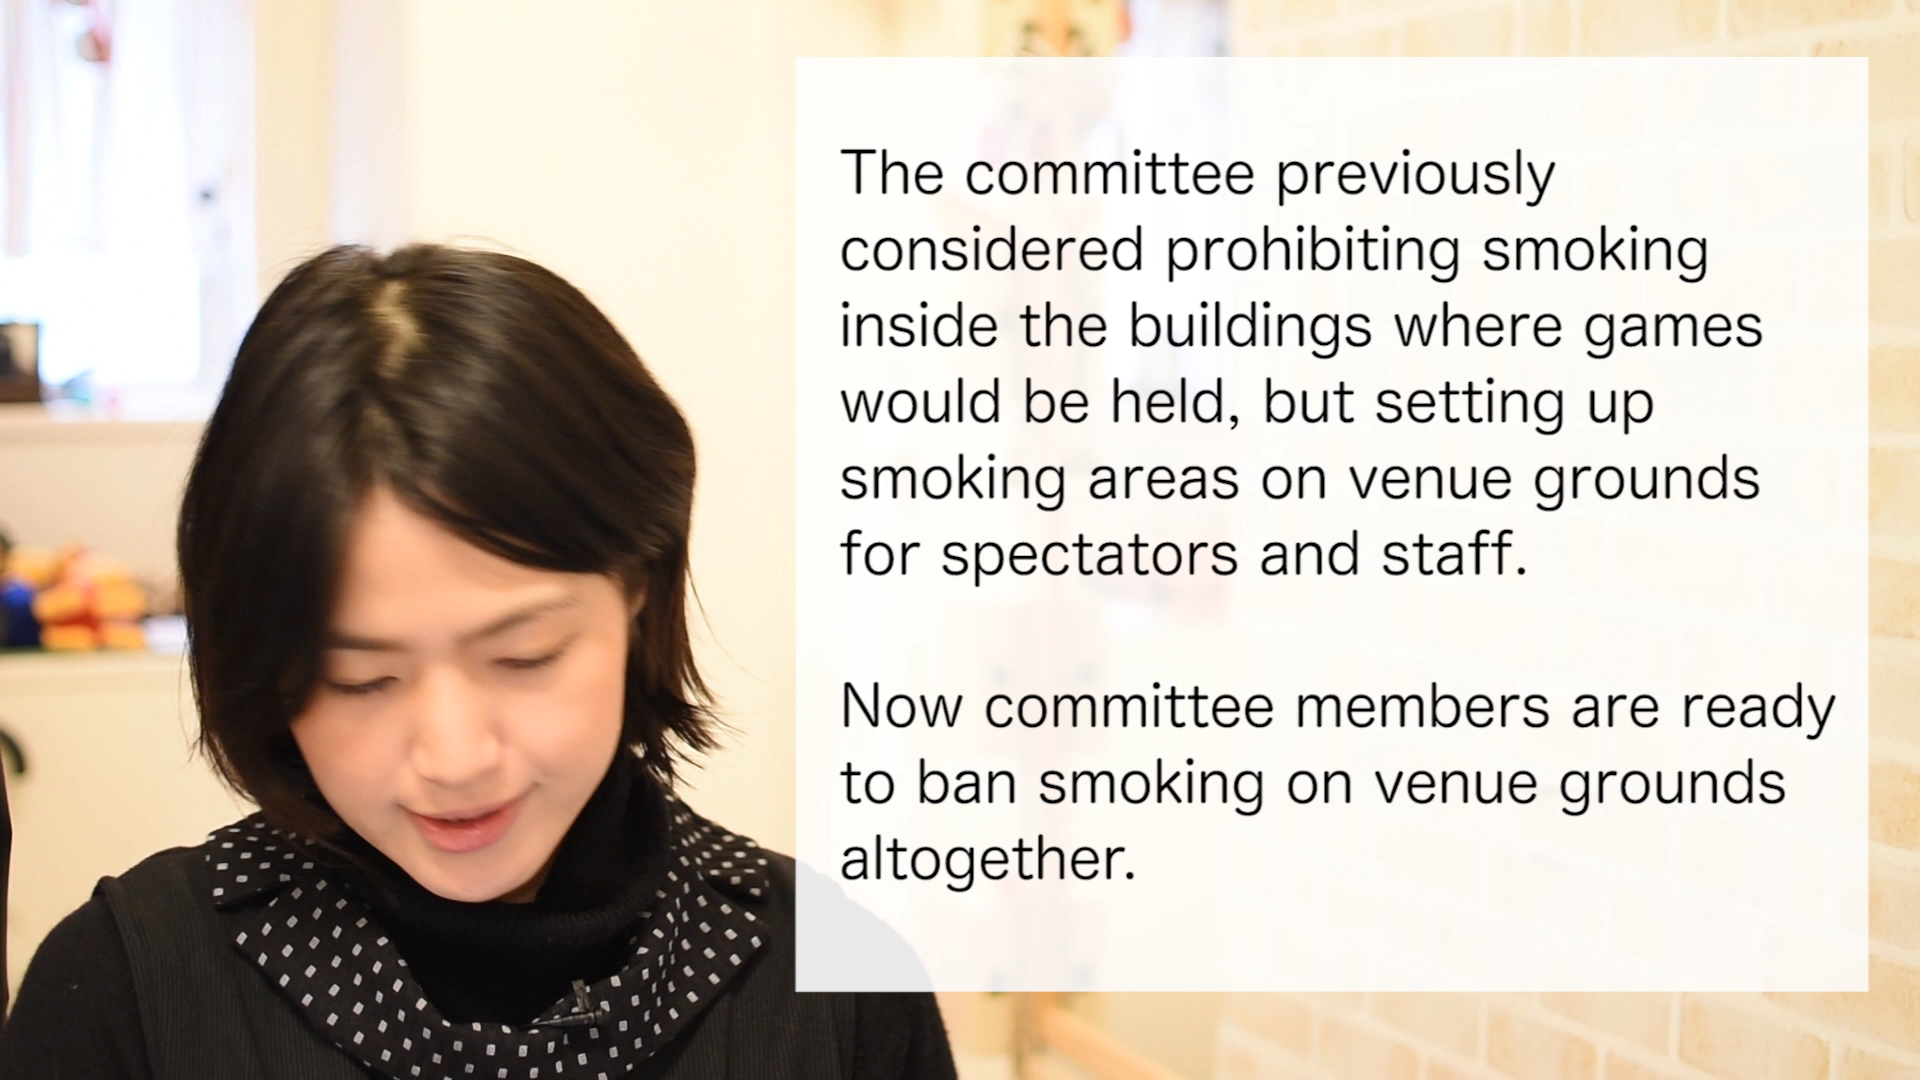 The committee previously
considered prohibiting smoking
inside the buildings where games
would be held, but setting up
smoking areas on venue grounds
for spectators and staff.
Now committee members are ready
to ban smoking on venue grounds
altogether.